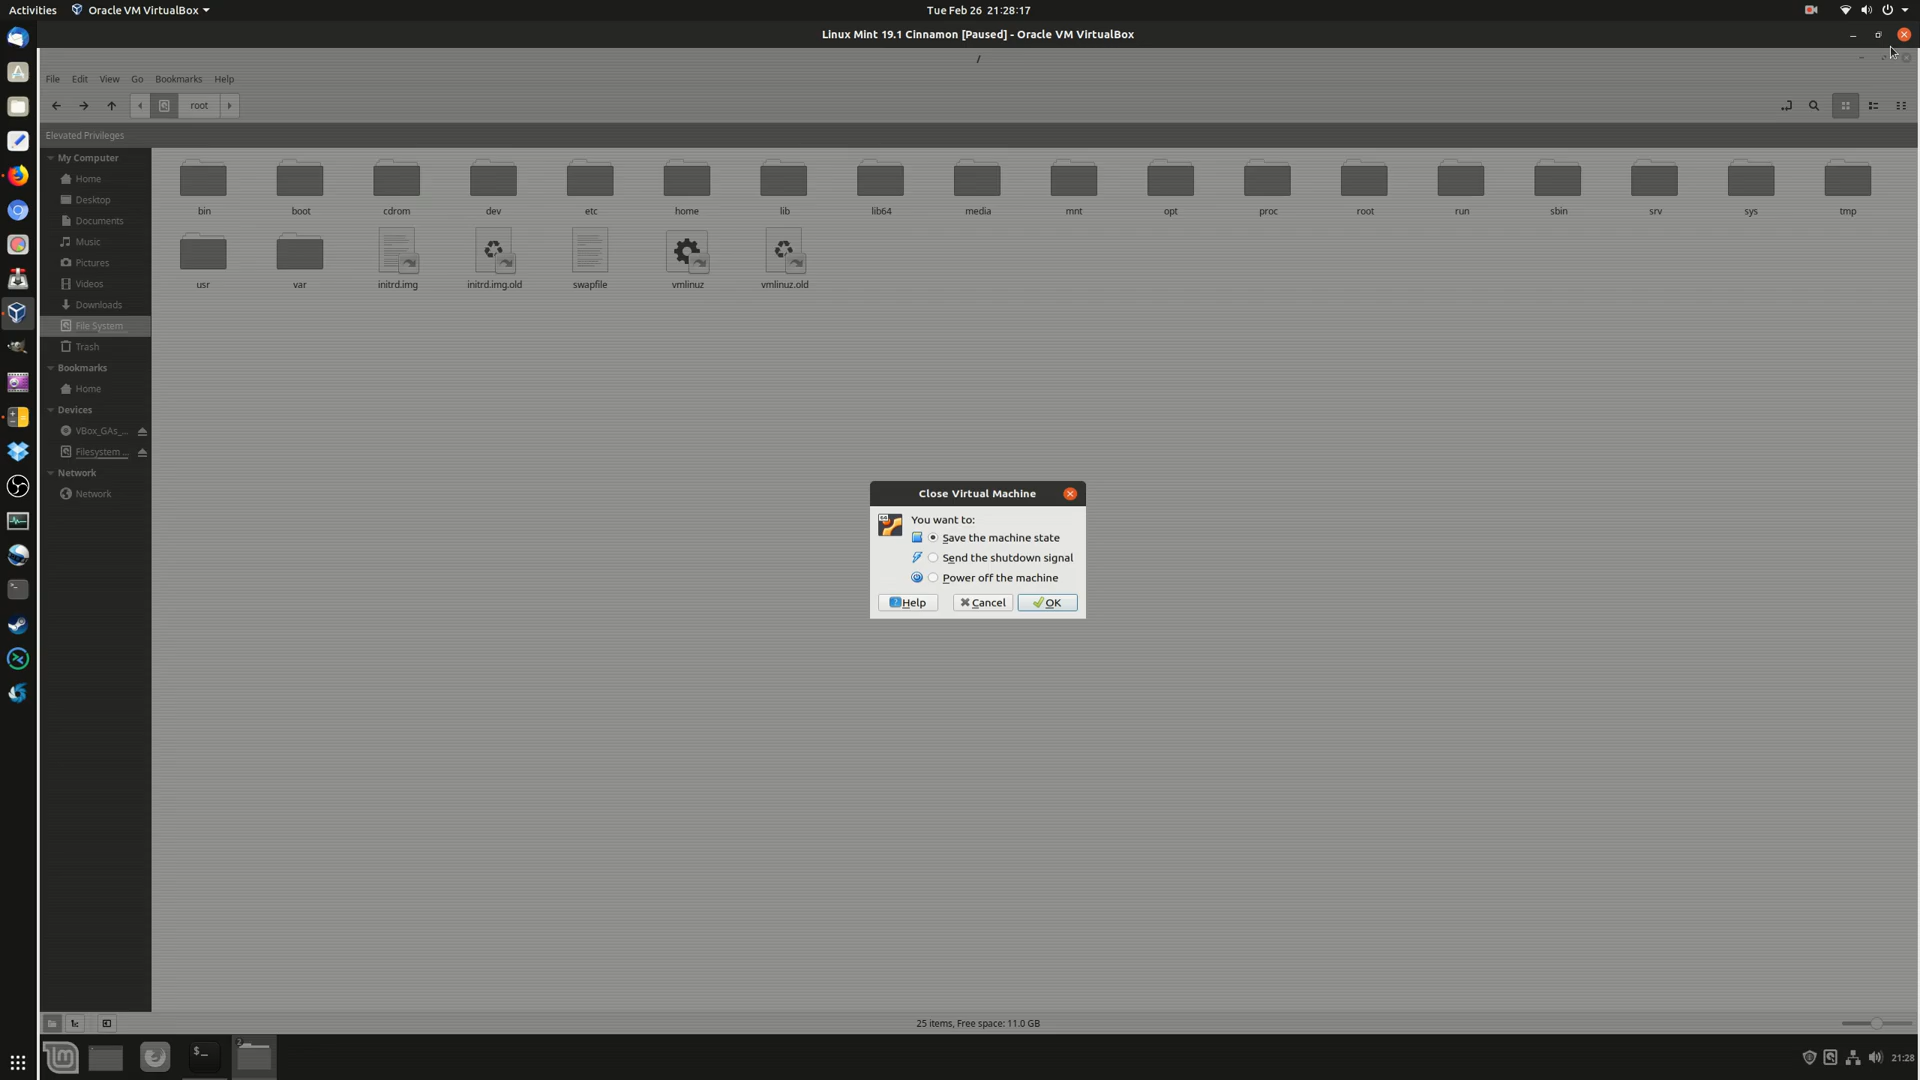 Activities Oracle VM VirtualBox Tue Feb 26 21:28:17
Linux Mint 19.1 Cinnamon [Paused] - Oracle VM VirtualBox
/
File Edit View Go Bookmarks Help
root
Elevated Privileges
My Computer
Home
Desktop
Documents
Music
Pictures
Videos
Downloads
File System
Trash
Bookmarks
Home
Devices
VBox_GAs_...
Filesystem ...
Network
Network
bin boot cdrom dev etc home lib lib64 media mnt opt proc root run sbin srv sys tmp
usr var initrd.img initrd.img.old swapfile vmlinuz vmlinuz.old
Close Virtual Machine
You want to:
Save the machine state
Send the shutdown signal
Power off the machine
Help Cancel OK
25 items, Free space: 11.0 GB
2
$_
21:28